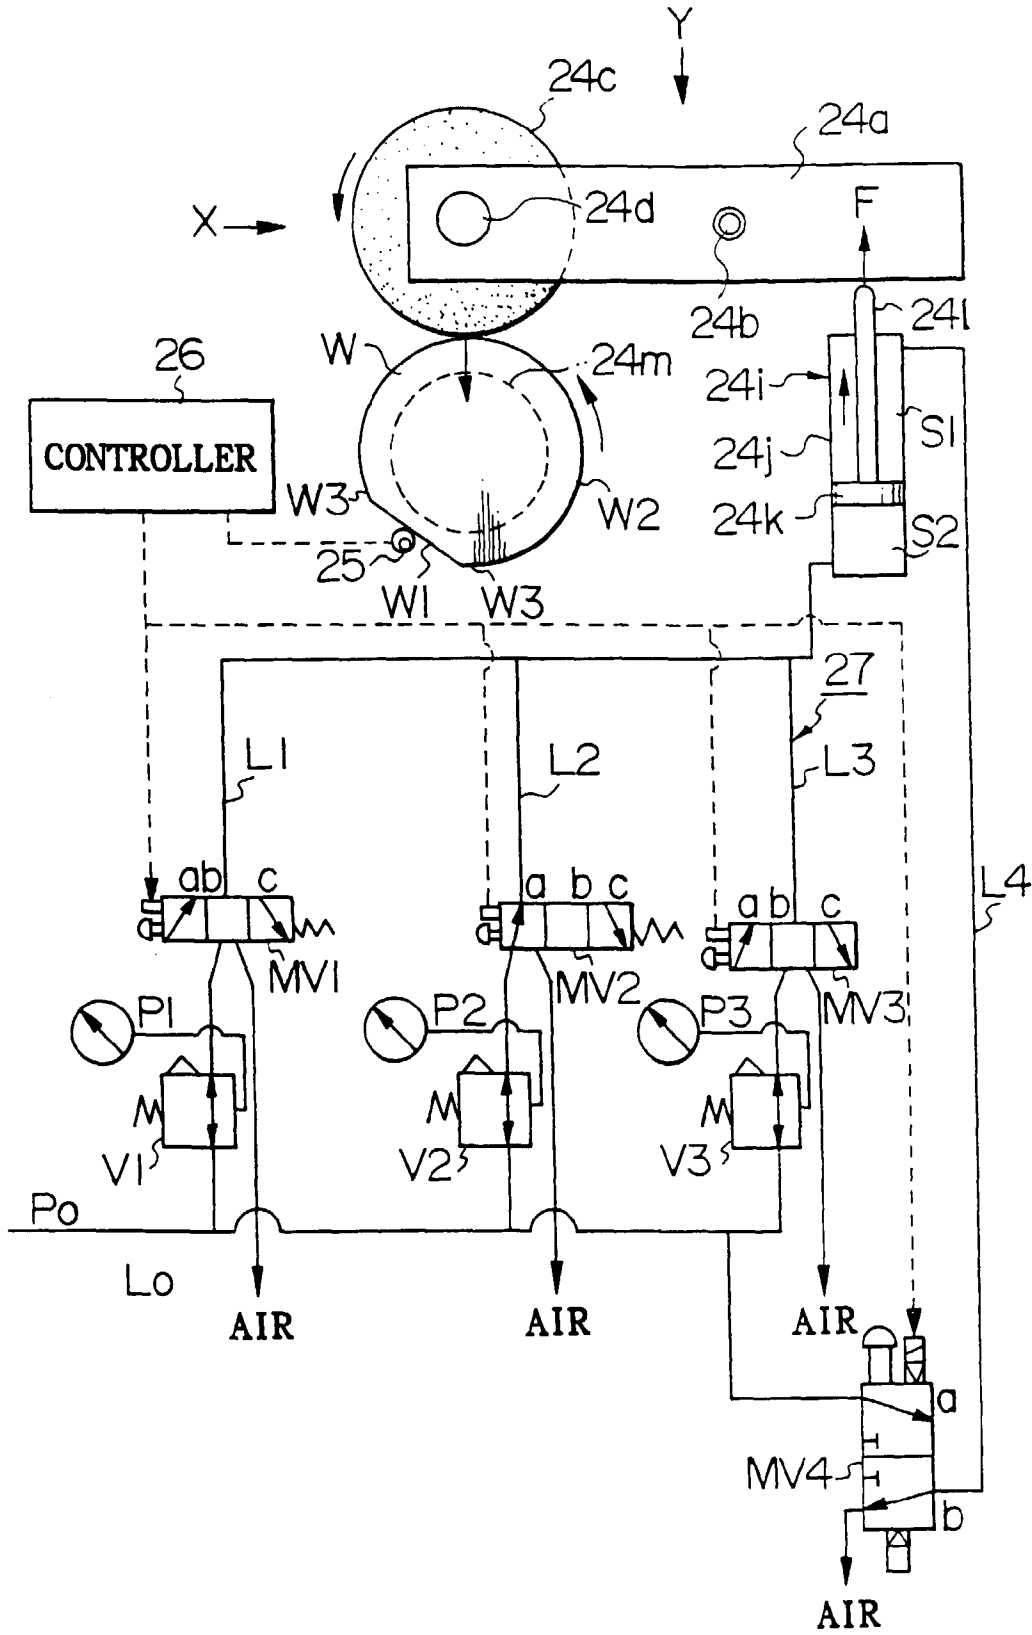 Y
24c
24a
X
24d
F
24b
24l
W
24m
26
24i
S1
CONTROLLER
24j
W3
W2
24k
S2
25
W1
W3
27
L1
L2
L3
ab c
a b c
a b c
L4
MV1
MV2
MV3
P1
P2
P3
V1
V2
V3
Po
Lo
AIR
AIR
AIR
a
MV4
b
AIR